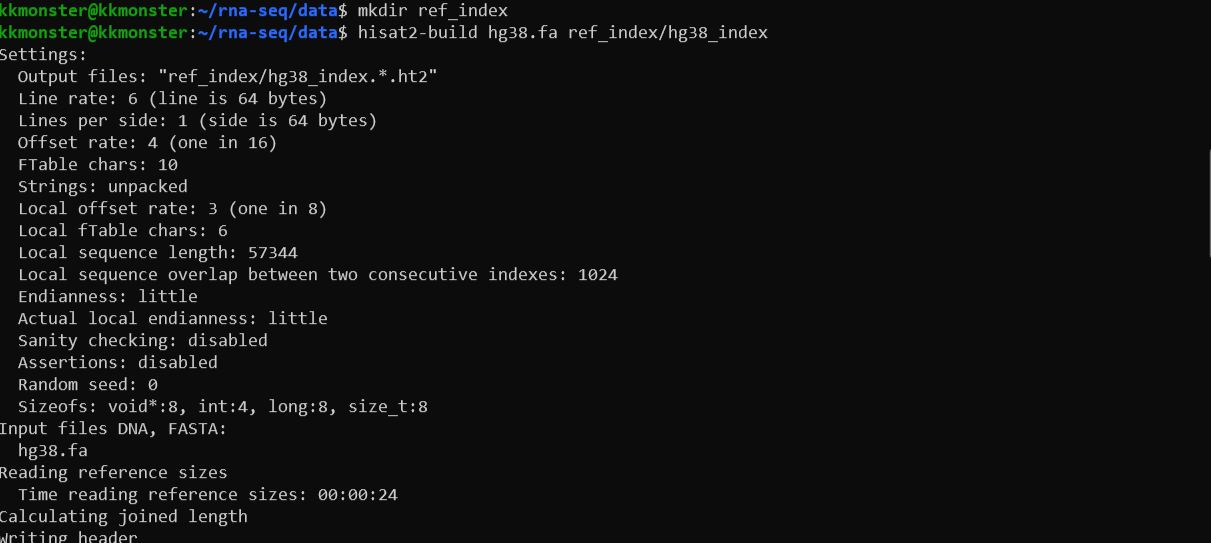 kkmonster@kkmonster:~/rna-seq/data$ mkdir ref_index
kkmonster@kkmonster:~/rna-seq/data$ hisat2-build hg38.fa ref_index/hg38_index
Settings:
  Output files: "ref_index/hg38_index.*.ht2"
  Line rate: 6 (line is 64 bytes)
  Lines per side: 1 (side is 64 bytes)
  Offset rate: 4 (one in 16)
  FTable chars: 10
  Strings: unpacked
  Local offset rate: 3 (one in 8)
  Local fTable chars: 6
  Local sequence length: 57344
  Local sequence overlap between two consecutive indexes: 1024
  Endianness: little
  Actual local endianness: little
  Sanity checking: disabled
  Assertions: disabled
  Random seed: 0
  Sizeofs: void*:8, int:4, long:8, size_t:8
Input files DNA, FASTA:
  hg38.fa
Reading reference sizes
  Time reading reference sizes: 00:00:24
Calculating joined length
Writing header